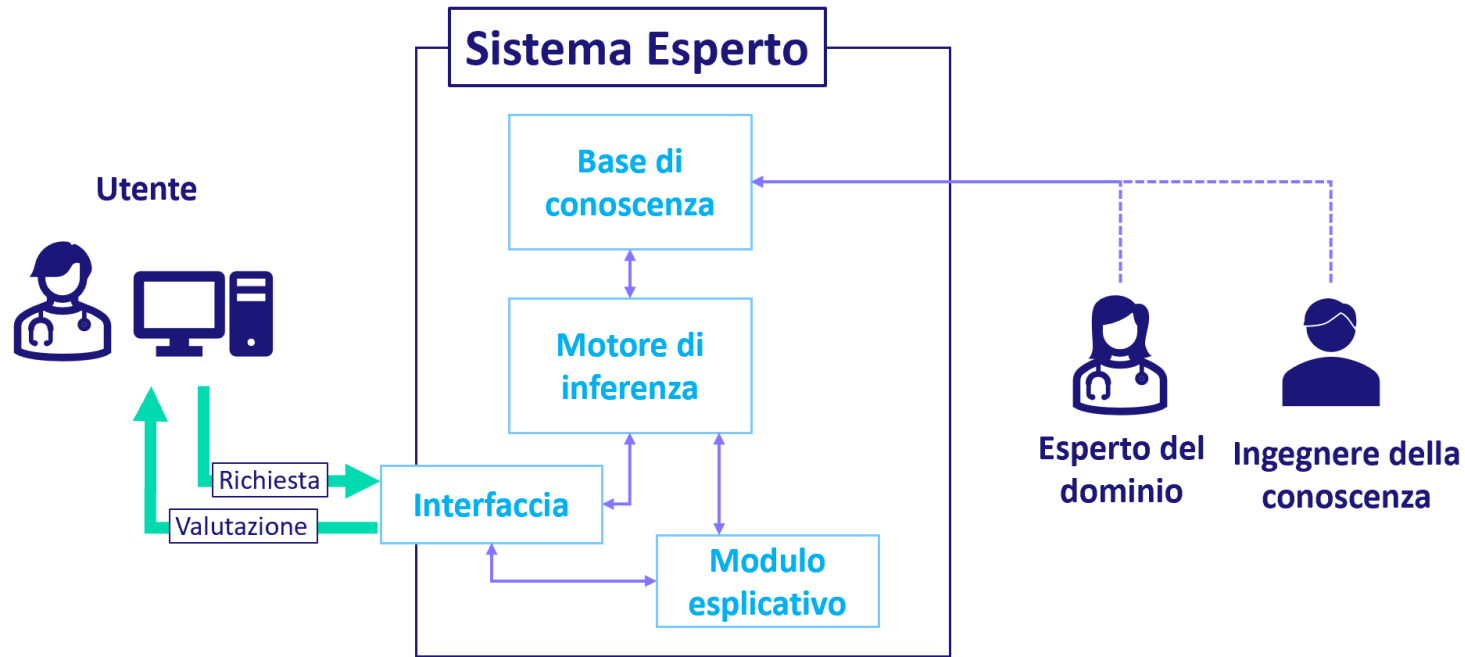 Sistema Esperto
Utente
Base di
conoscenza
Motore di
inferenza
Richiesta
Valutazione
Interfaccia
Modulo
esplicativo
Esperto del
dominio
Ingegnere della
conoscenza